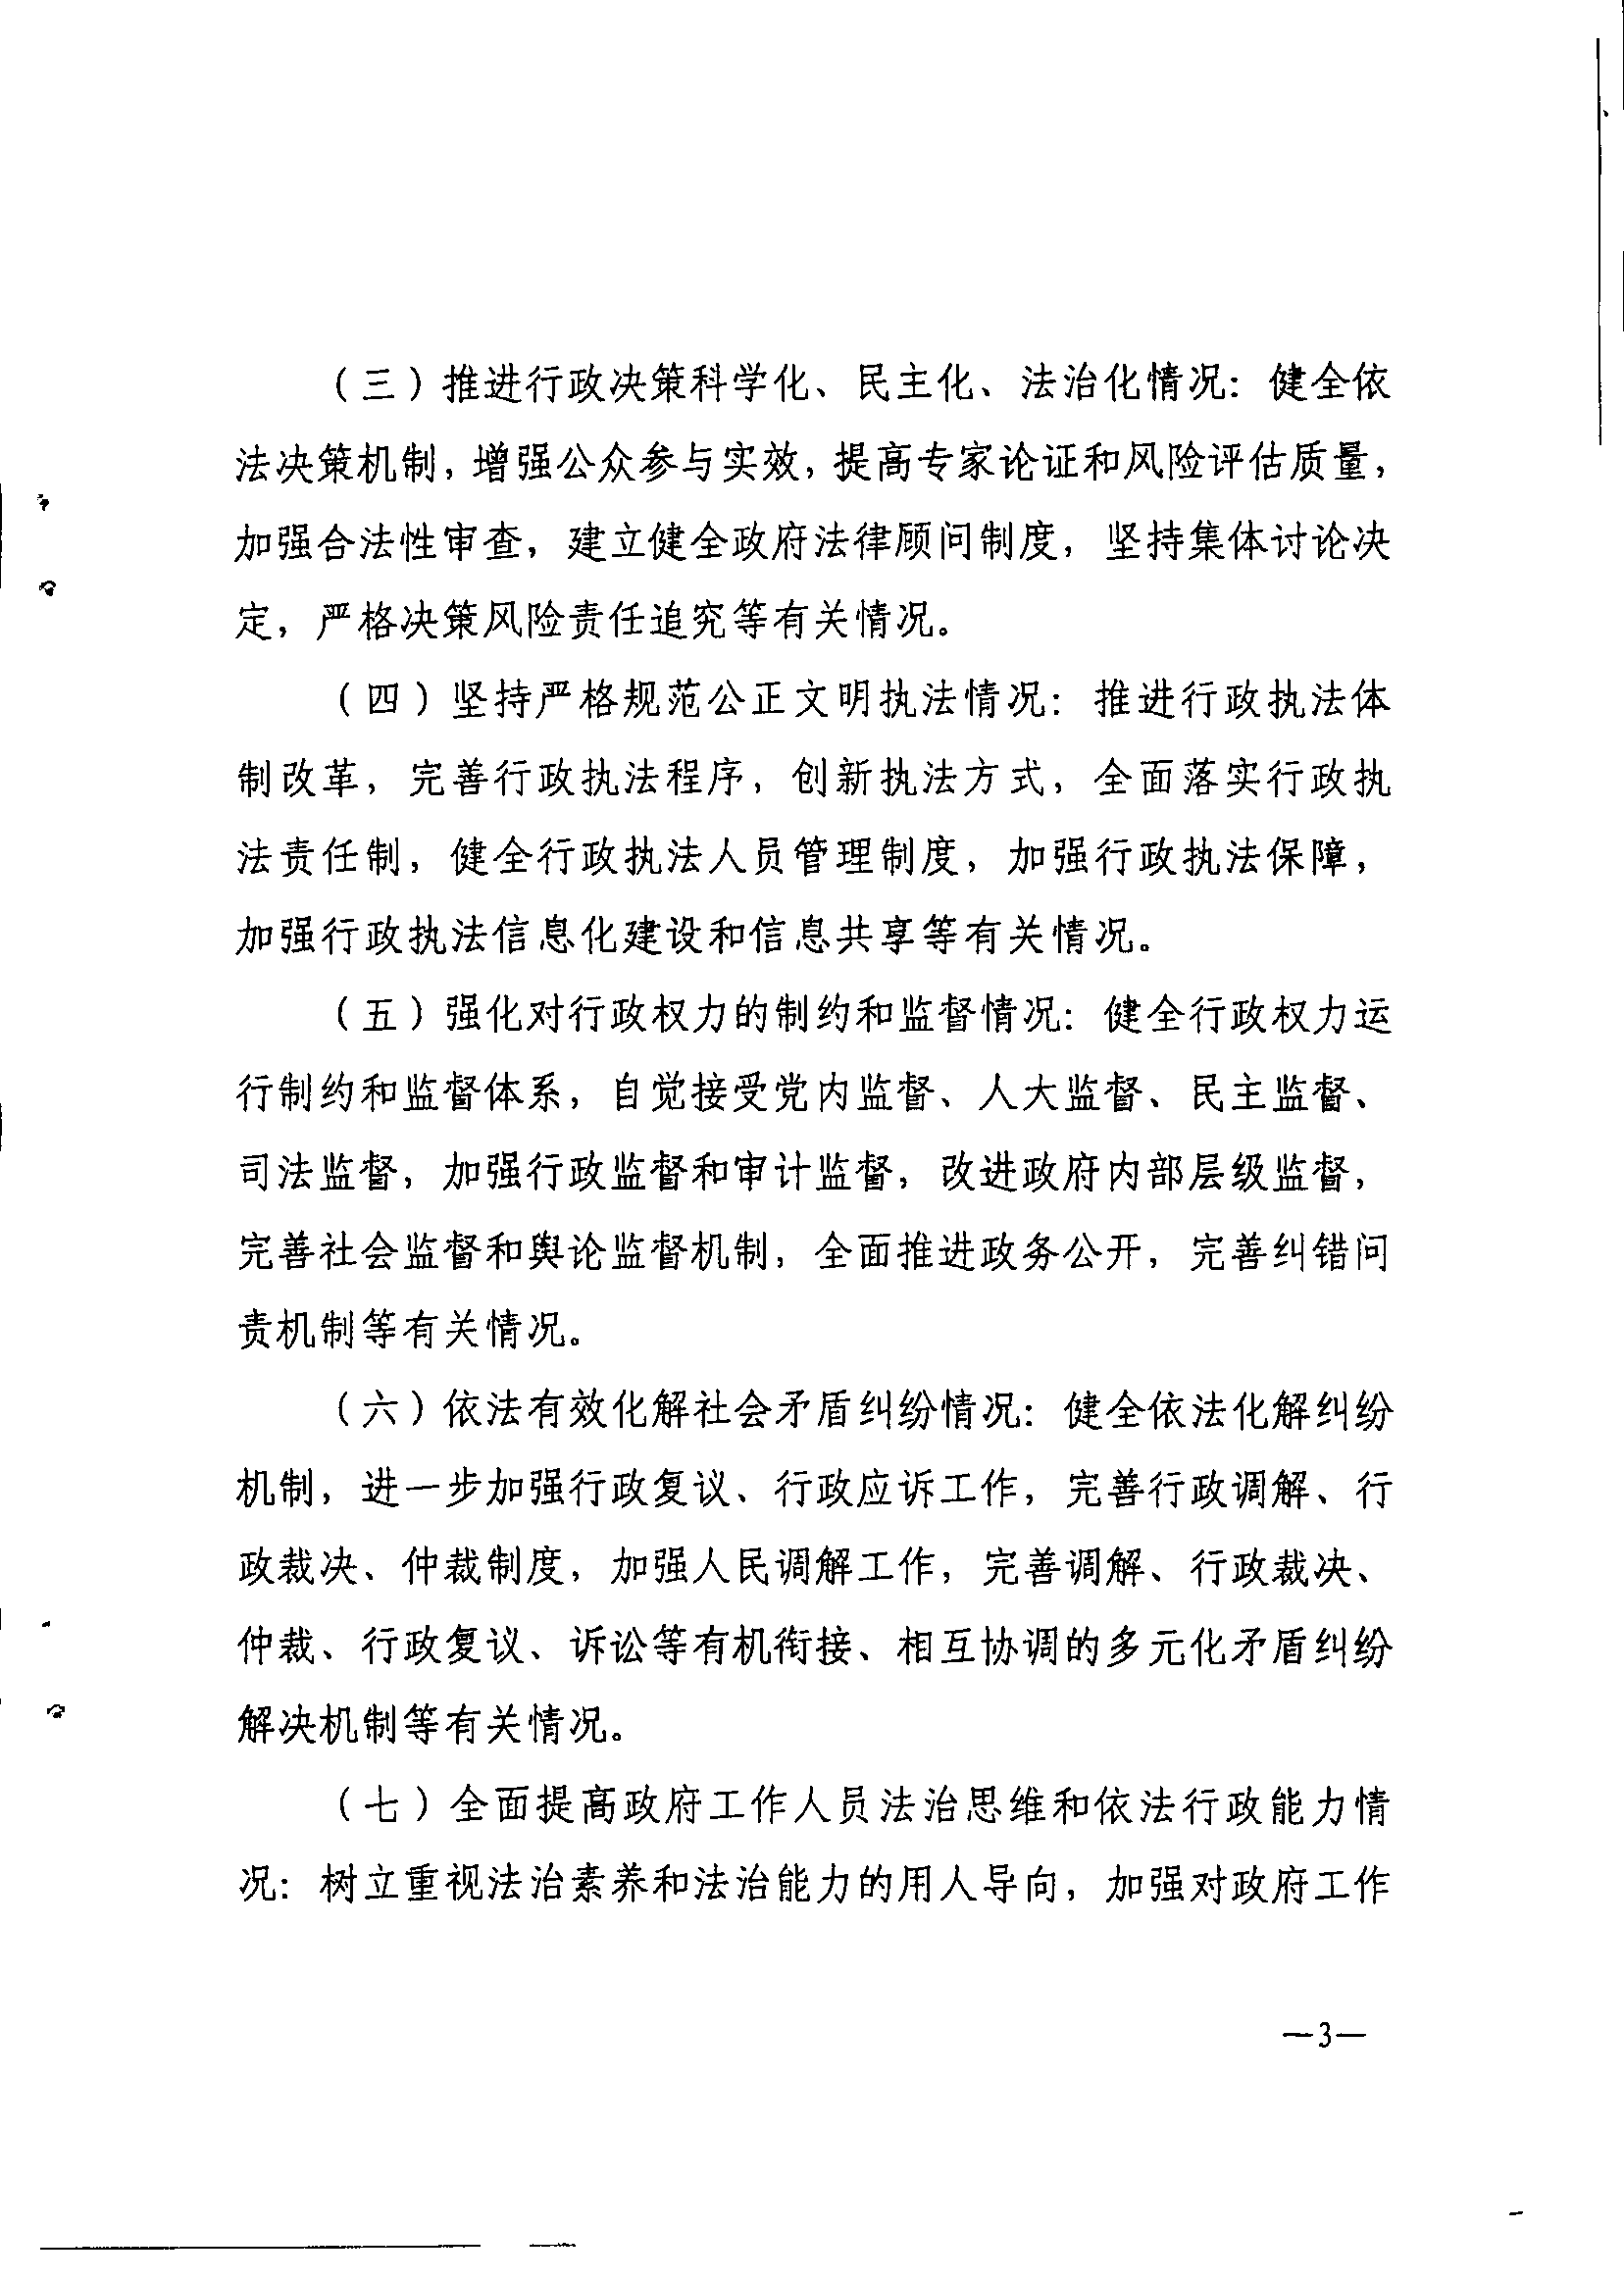 （三）推进行政决策科学化、民主化、法治化情况：健全依
法决策机制，增强公众参与实效，提高专家论证和风险评估质量，
加强合法性审查，建立健全政府法律顾问制度，坚持集体讨论决
定，严格决策风险责任追究等有关情况。
（四）坚持严格规范公正文明执法情况：推进行政执法体
制改革，完善行政执法程序，创新执法方式，全面落实行政执
法责任制，健全行政执法人员管理制度，加强行政执法保障，
加强行政执法信息化建设和信息共享等有关情况。
（五）强化对行政权力的制约和监督情况：健全行政权力运
行制约和监督体系，自觉接受党内监督、人大监督、民主监督、
司法监督，加强行政监督和审计监督，改进政府内部层级监督，
完善社会监督和舆论监督机制，全面推进政务公开，完善纠错问
责机制等有关情况。
（六）依法有效化解社会矛盾纠纷情况：健全依法化解纠纷
机制，进一步加强行政复议、行政应诉工作，完善行政调解、行
政裁决、仲裁制度，加强人民调解工作，完善调解、行政裁决、
仲裁、行政复议、诉讼等有机衔接、相互协调的多元化矛盾纠纷
解决机制等有关情况。
（七）全面提高政府工作人员法治思维和依法行政能力情
况：树立重视法治素养和法治能力的用人导向，加强对政府工作
—3—